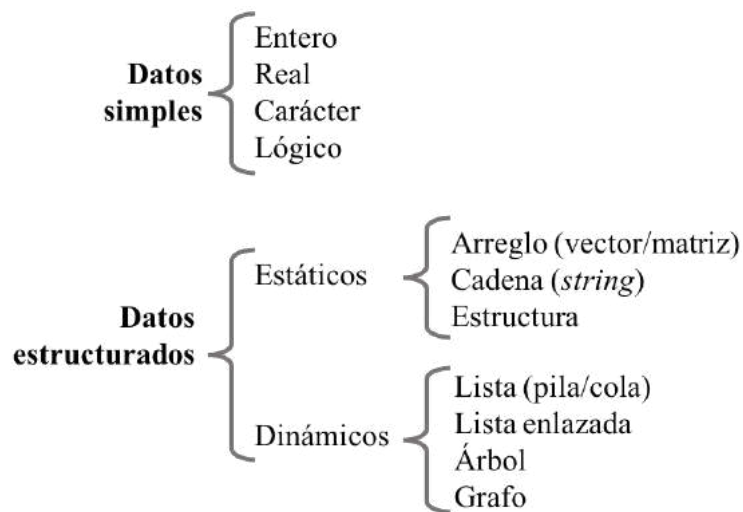 Datos
simples
Entero
Real
Carácter
Lógico
Datos
estructurados
Estáticos
Arreglo (vector/matriz)
Cadena (string)
Estructura
Dinámicos
Lista (pila/cola)
Lista enlazada
Árbol
Grafo